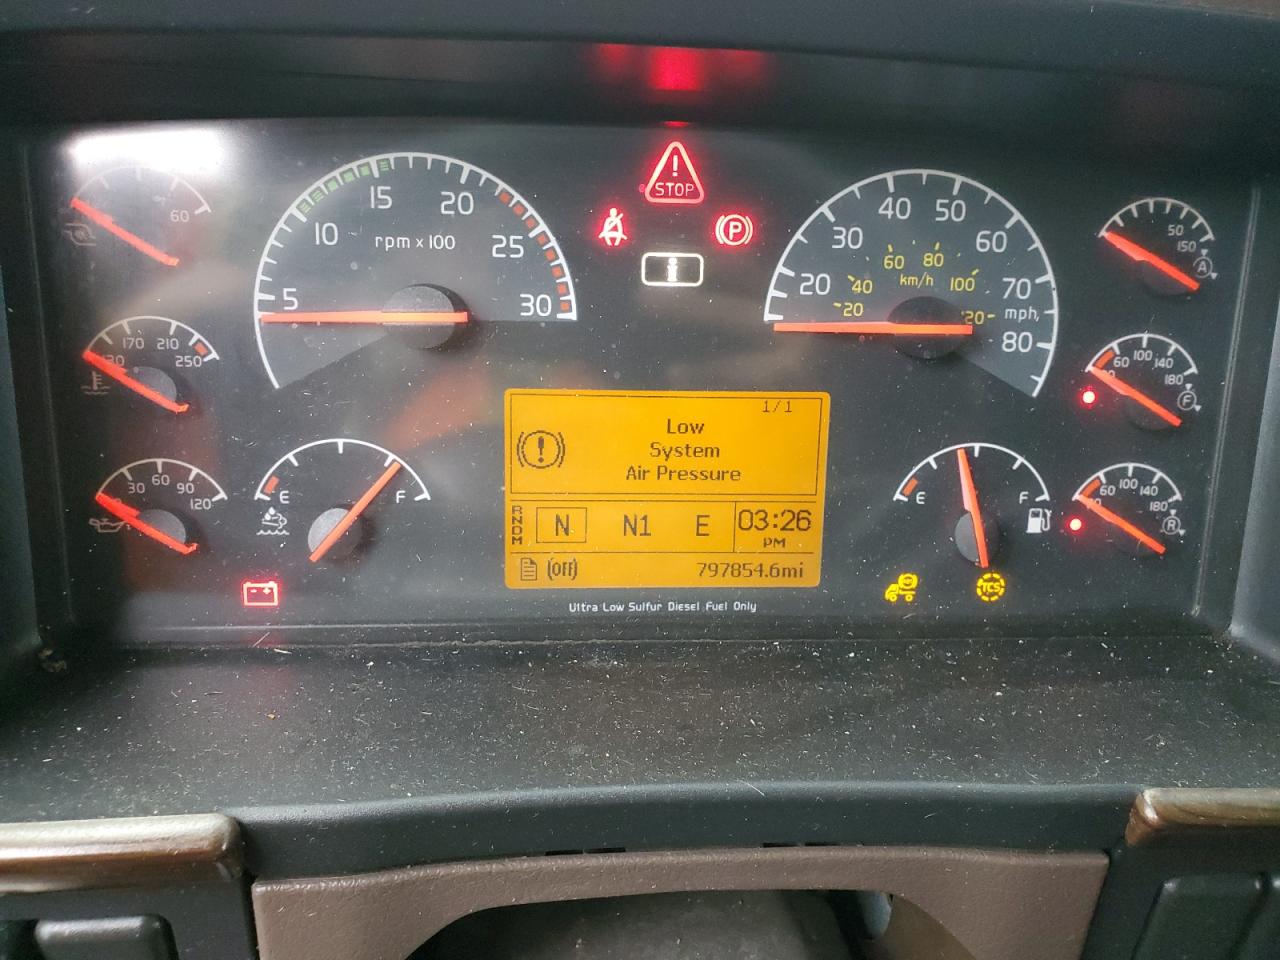 STOP
60
5
10
15
20
25
30
rpm x 100
20
30
40
50
60
70
80
mph
20
40
60
80
100
120
km/h
50
150
A
170
210
250
60
100
140
180
F
30
60
90
120
E
F
E
F
60
100
140
180
R
1/1
Low
System
Air Pressure
R
N
D
M
N N1 E 03:26
PM
(Off) 797854.6mi
TCS
Ultra Low Sulfur Diesel Fuel Only